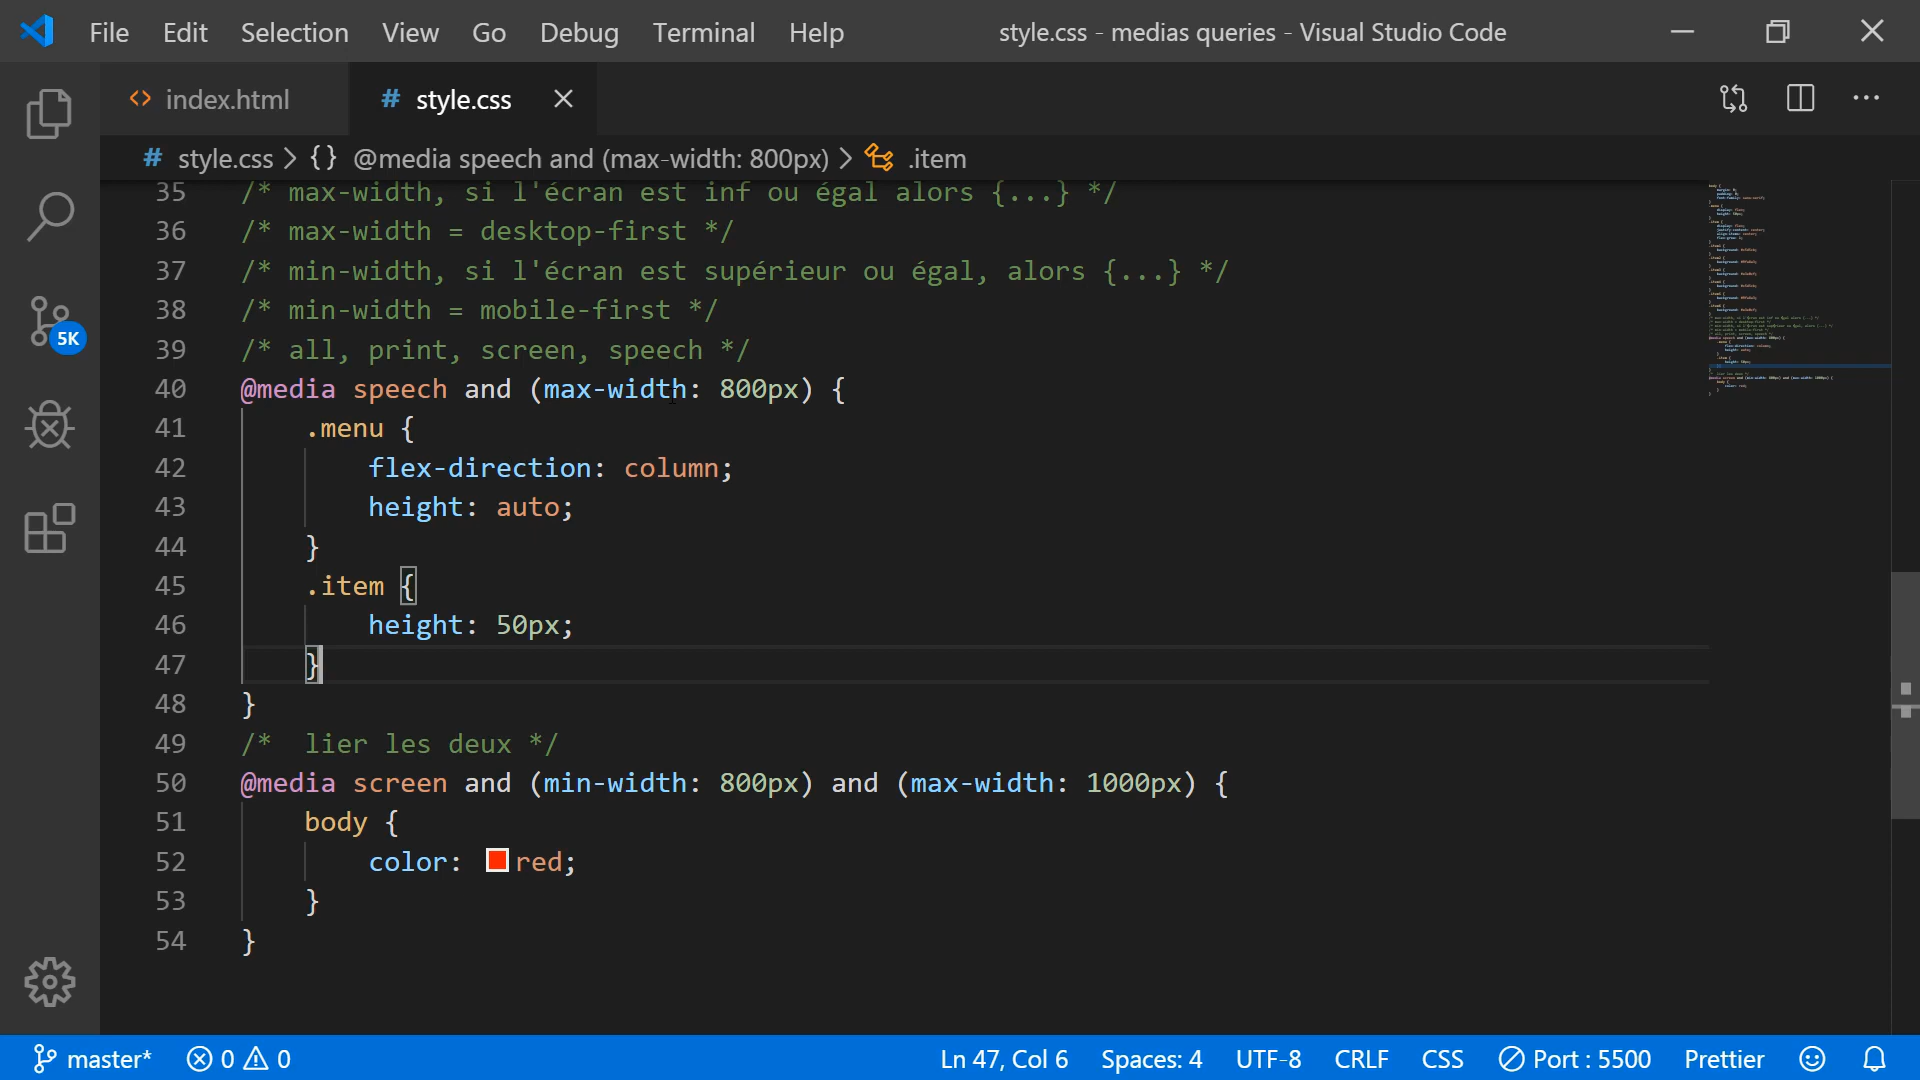 File Edit Selection View Go Debug Terminal Help style.css - medias queries - Visual Studio Code
<> index.html # style.css
# style.css > {} @media speech and (max-width: 800px) > .item
35 /* max-width, si l'écran est inf ou égal alors {...} */
36 /* max-width = desktop-first */
37 /* min-width, si l'écran est supérieur ou égal, alors {...} */
38 /* min-width = mobile-first */
39 /* all, print, screen, speech */
40 @media speech and (max-width: 800px) {
41 .menu {
42 flex-direction: column;
43 height: auto;
44 }
45 .item {
46 height: 50px;
47 }
48 }
49 /*  lier les deux */
50 @media screen and (min-width: 800px) and (max-width: 1000px) {
51 body {
52 color: red;
53 }
54 }
5K
master* 0 0 Ln 47, Col 6 Spaces: 4 UTF-8 CRLF CSS Port : 5500 Prettier